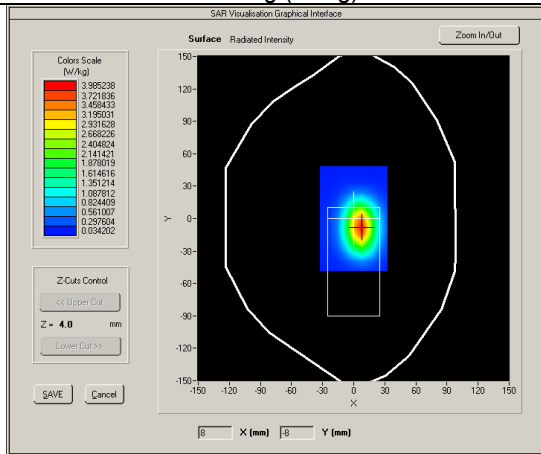 SAR Visualisation Graphical Interface
Surface Radiated Intensity
Zoom In/Out
Colors Scale
(W/kg)
3.985238
3.721836
3.458433
3.195031
2.931628
2.668226
2.404824
2.141421
1.878019
1.614616
1.351214
1.087812
0.824409
0.561007
0.297604
0.034202
Z-Cuts Control
<< Upper Cut
Z = 4.0 mm
Lower Cut >>
SAVE Cancel
150
120
90
60
30
0
-30
-60
-90
-120
-150
Y
-150 -120 -90 -60 -30 0 30 60 90 120 150
X
8 X (mm) -8 Y (mm)